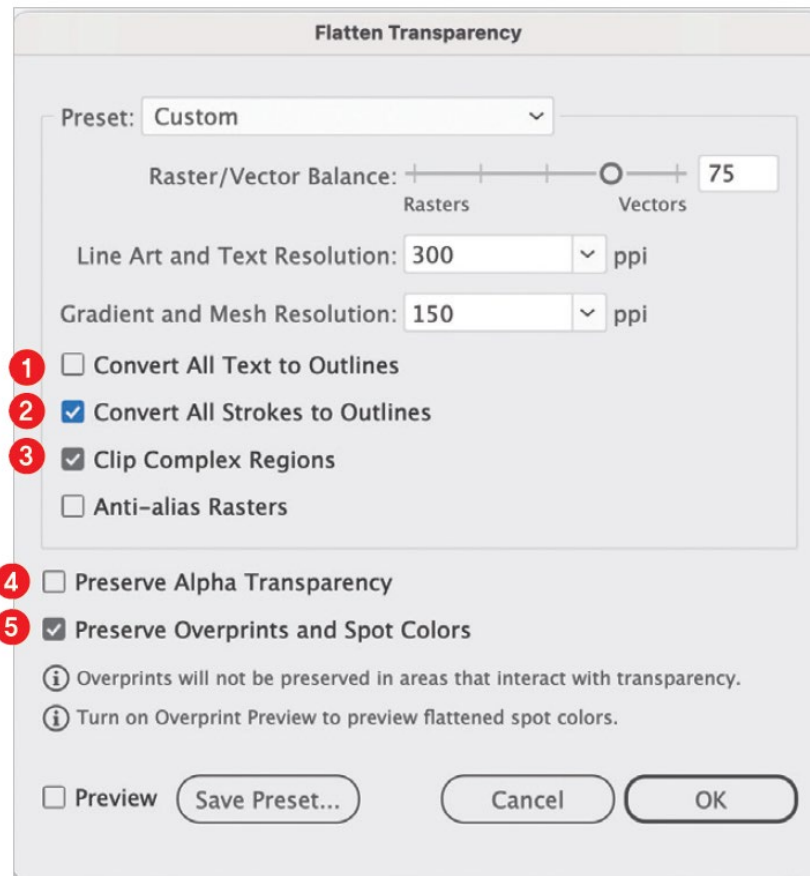 Flatten Transparency
Preset: Custom
Raster/Vector Balance: 75
Rasters Vectors
Line Art and Text Resolution: 300 ppi
Gradient and Mesh Resolution: 150 ppi
1 Convert All Text to Outlines
2 Convert All Strokes to Outlines
3 Clip Complex Regions
Anti-alias Rasters
4 Preserve Alpha Transparency
5 Preserve Overprints and Spot Colors
Overprints will not be preserved in areas that interact with transparency.
Turn on Overprint Preview to preview flattened spot colors.
Preview Save Preset... Cancel OK